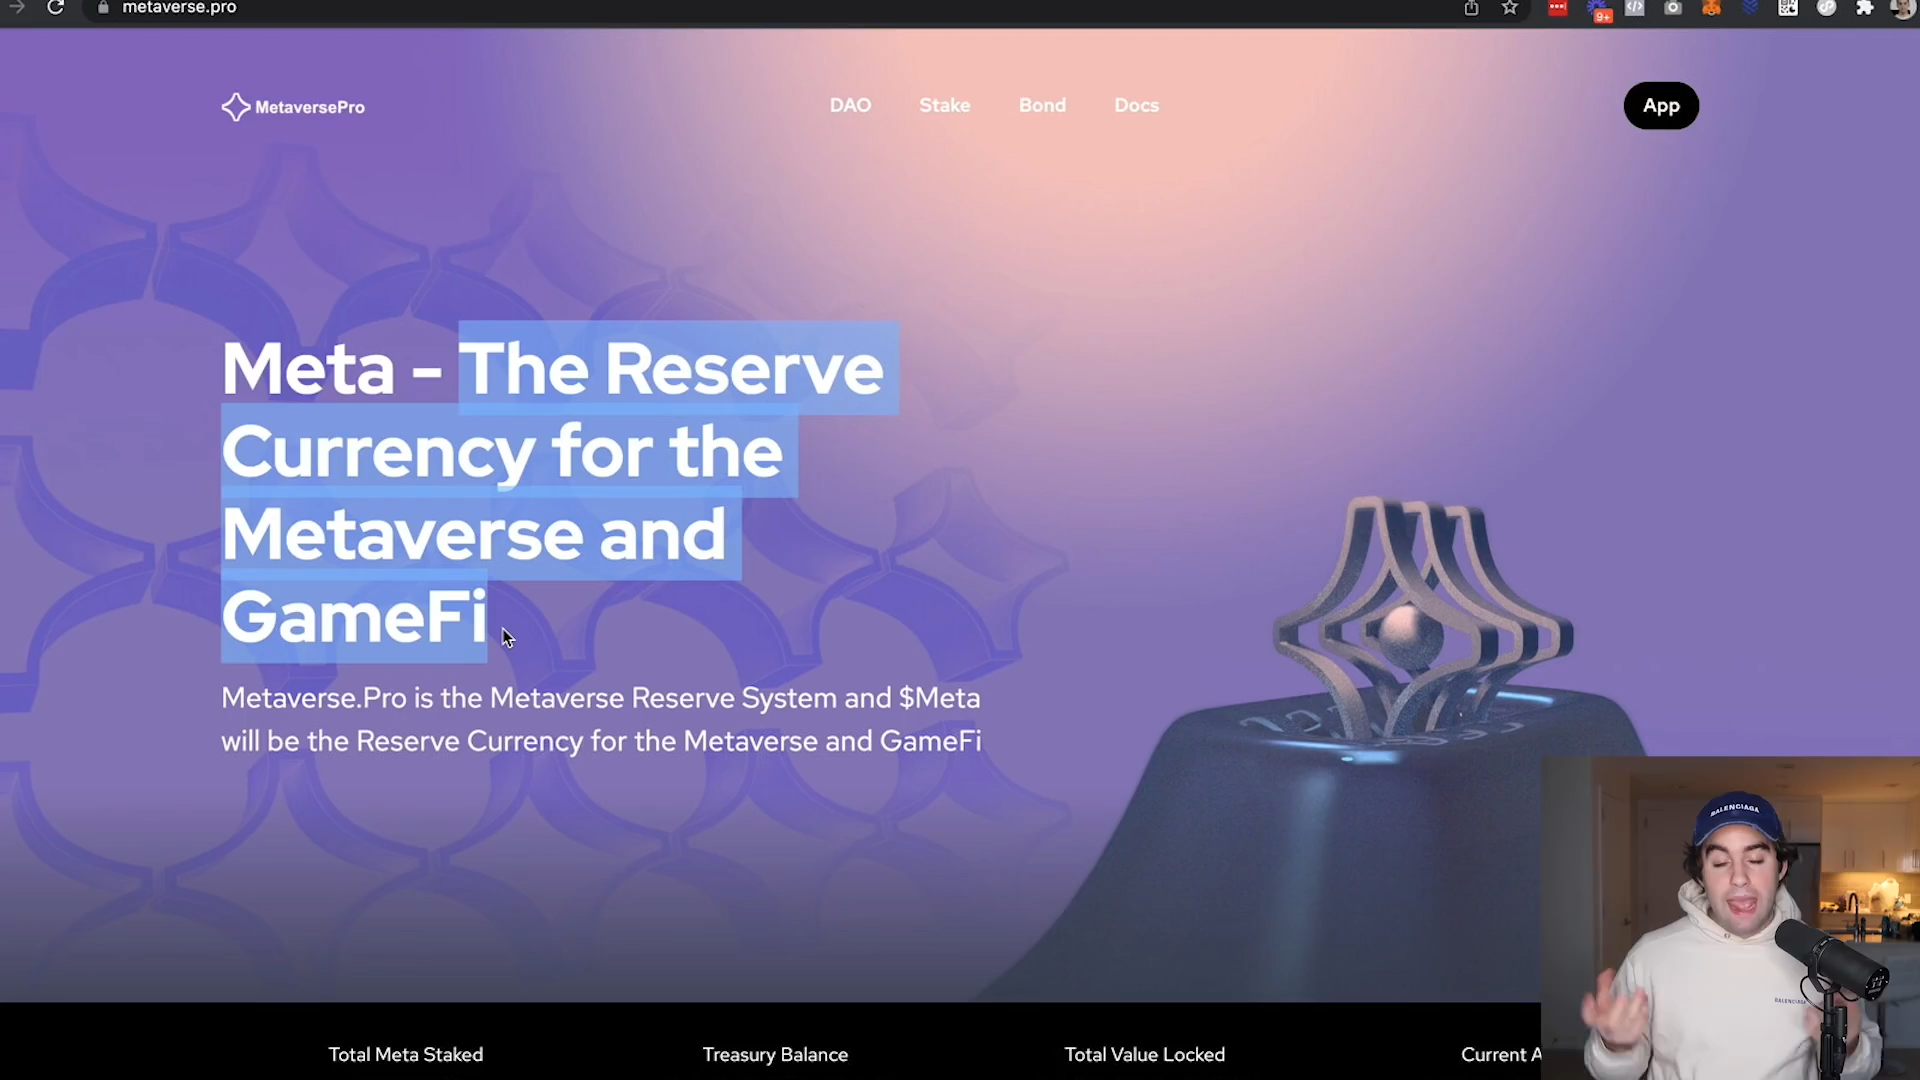 metaverse.pro
9+
MetaversePro
DAO
Stake
Bond
Docs
App
Meta - The Reserve
Currency for the
Metaverse and
GameFi
Metaverse.Pro is the Metaverse Reserve System and $Meta
will be the Reserve Currency for the Metaverse and GameFi
BALENCIAGA
BALENCIAGA
Total Meta Staked
Treasury Balance
Total Value Locked
Current A